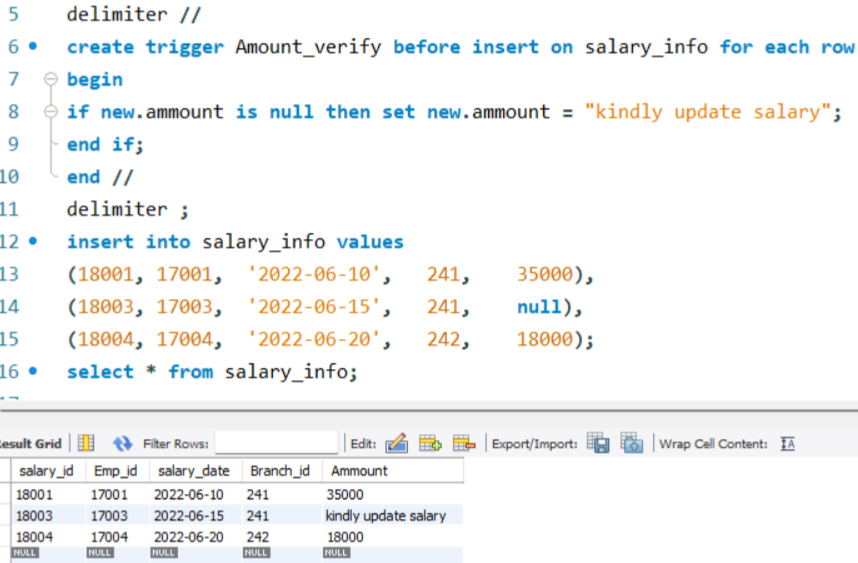 5 delimiter //
6 create trigger Amount_verify before insert on salary_info for each row
7 begin
8 if new.ammount is null then set new.ammount = "kindly update salary";
9 end if;
10 end //
11 delimiter ;
12 insert into salary_info values
13 (18001, 17001, '2022-06-10', 241, 35000),
14 (18003, 17003, '2022-06-15', 241, null),
15 (18004, 17004, '2022-06-20', 242, 18000);
16 select * from salary_info;
esult Grid Filter Rows: Edit: Export/Import: Wrap Cell Content: IA
salary_id Emp_id salary_date Branch_id Ammount
18001 17001 2022-06-10 241 35000
18003 17003 2022-06-15 241 kindly update salary
18004 17004 2022-06-20 242 18000
NULL NULL NULL NULL NULL